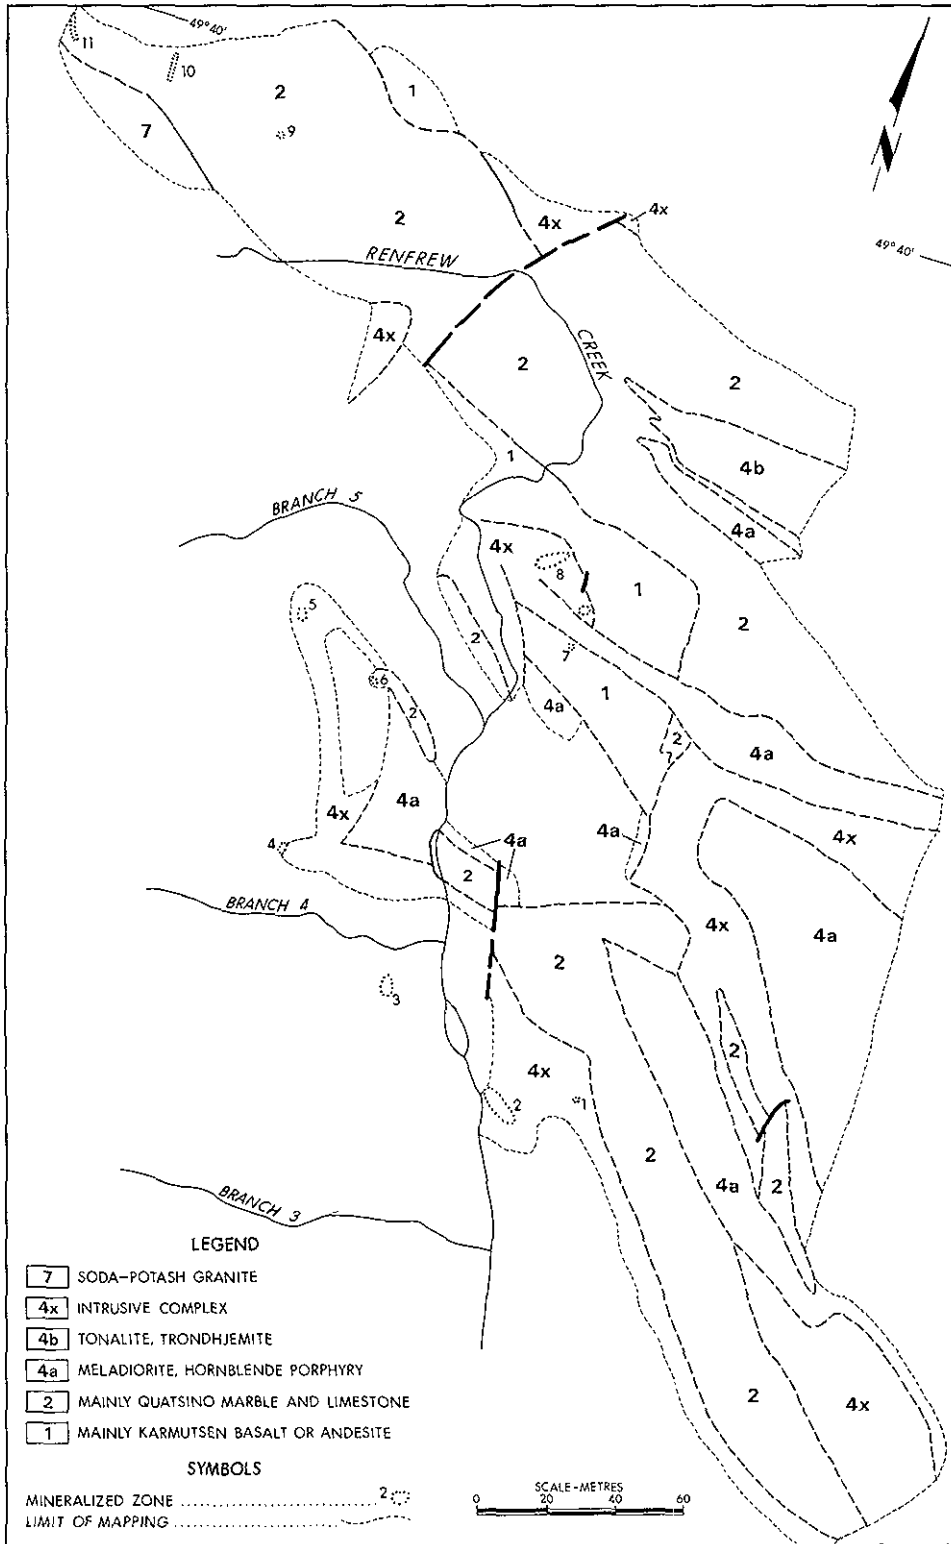 49°40'
11
10
2
1
7
9
4x
4x
2
RENFREW
49°40'
4x
2
CREEK
2
1
4b
BRANCH 5
4a
4x
8
1
5
2
2
7
6
1
4a
2
2
4a
4x
4a
4x
4a
4a
4
2
BRANCH 4
4x
4a
2
3
2
4x
2
1
2
4a
2
BRANCH 3
2
4x
LEGEND
7 SODA-POTASH GRANITE
4x INTRUSIVE COMPLEX
4b TONALITE, TRONDHJEMITE
4a MELADIORITE, HORNBLENDE PORPHYRY
2 MAINLY QUATSINO MARBLE AND LIMESTONE
1 MAINLY KARMUTSEN BASALT OR ANDESITE
SYMBOLS
MINERALIZED ZONE .............................. 2
LIMIT OF MAPPING ........................
SCALE-METRES
0 20 40 60